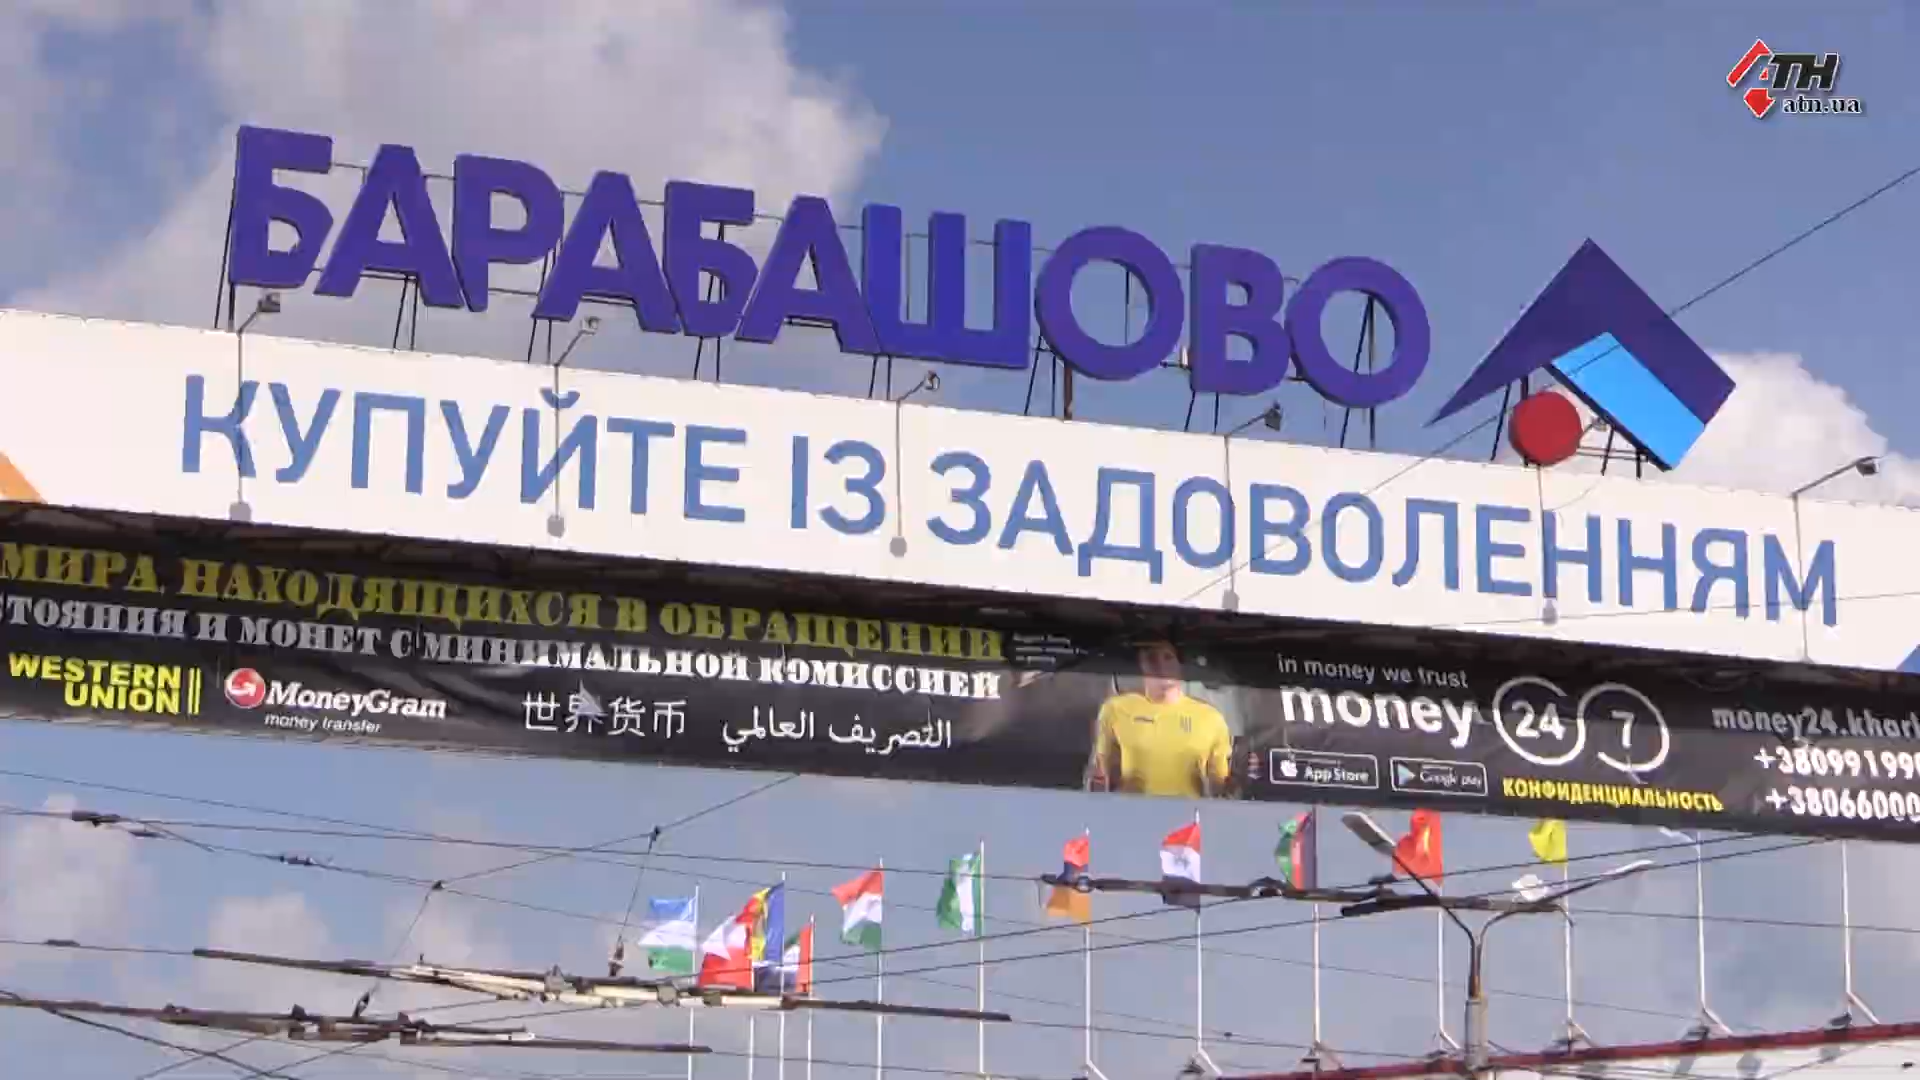 АТН
atn.ua
БАРАБАШОВО
КУПУЙТЕ ІЗ ЗАДОВОЛЕННЯМ
МИРА, НАХОДЯЩИХСЯ В ОБРАЩЕНИИ
СТОЯНИЯ И МОНЕТ С МИНИМАЛЬНОЙ КОМИССИЕЙ
WESTERN UNION
MoneyGram
money transfer
世界货币
التصريف العالمي
in money we trust
money 24 7
App Store
Google play
КОНФИДЕНЦИАЛЬНОСТЬ
money24.khark
+38099199
+38066000